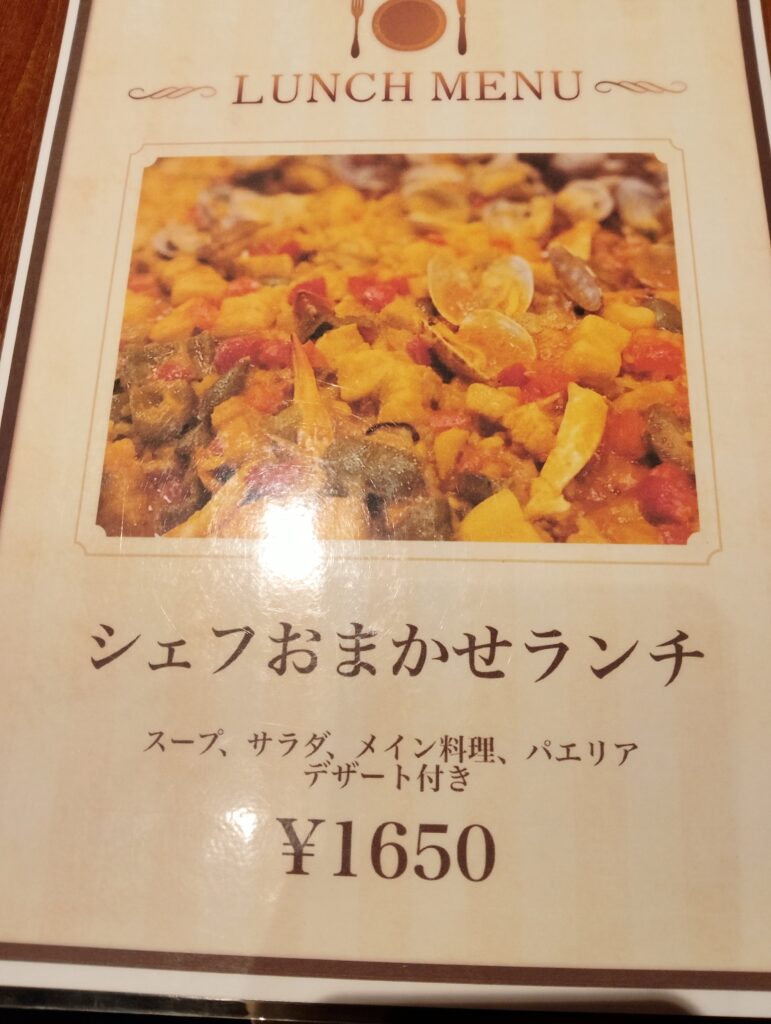 LUNCH MENU
シェフおまかせランチ
スープ、サラダ、メイン料理、パエリア
デザート付き
¥1650